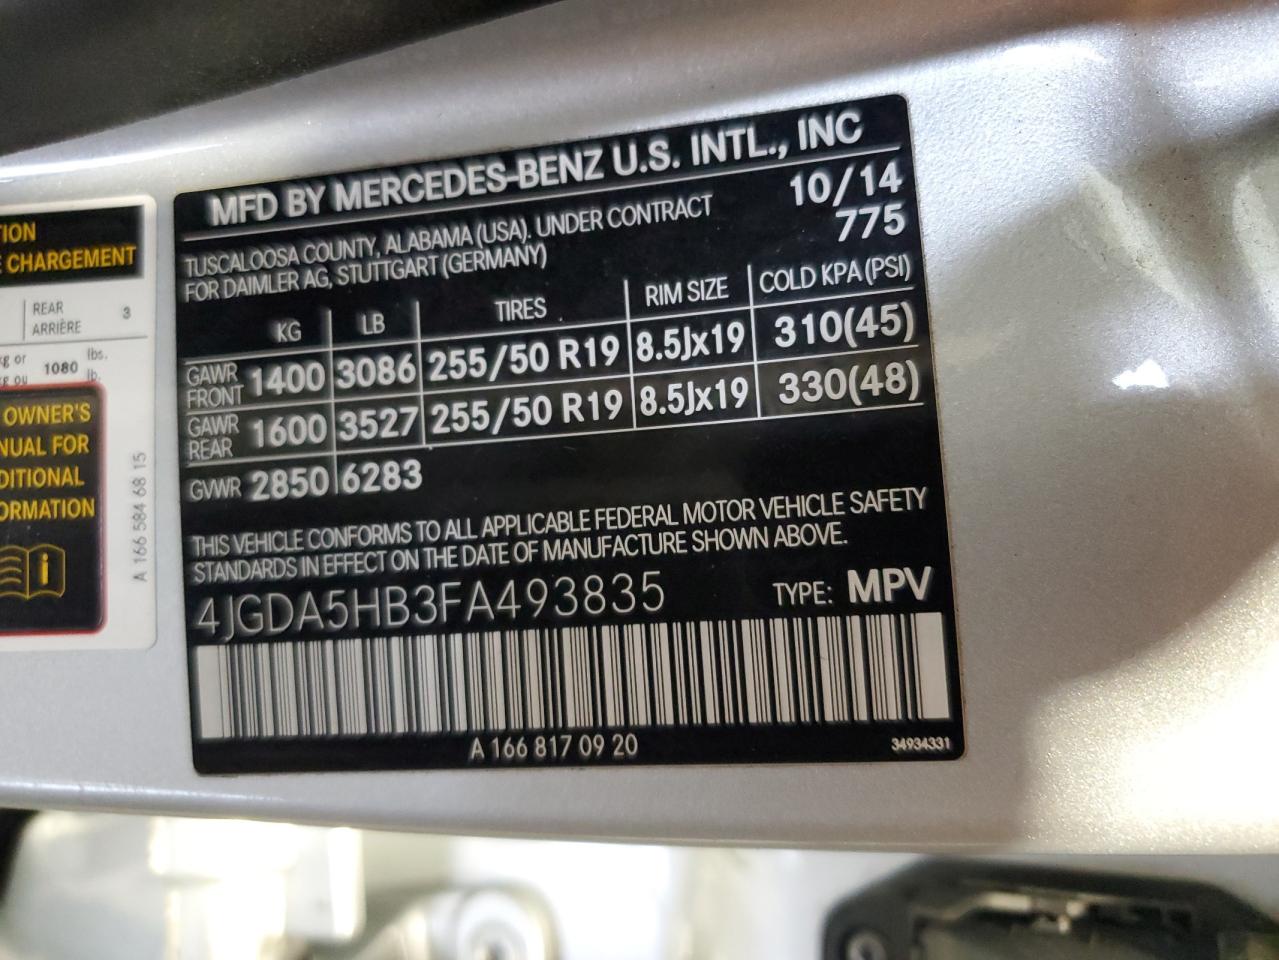 TION
E CHARGEMENT
REAR 3
ARRIÈRE
kg or 1080 lbs.
kg ou lb.
OWNER'S
NUAL FOR
DITIONAL
ORMATION
i
A 166 584 68 15
MFD BY MERCEDES-BENZ U.S. INTL., INC
TUSCALOOSA COUNTY, ALABAMA (USA). UNDER CONTRACT 10/14
FOR DAIMLER AG, STUTTGART (GERMANY) 775
KG LB TIRES RIM SIZE COLD KPA (PSI)
GAWR FRONT 1400 3086 255/50 R19 8.5Jx19 310(45)
GAWR REAR 1600 3527 255/50 R19 8.5Jx19 330(48)
GVWR 2850 6283
THIS VEHICLE CONFORMS TO ALL APPLICABLE FEDERAL MOTOR VEHICLE SAFETY
STANDARDS IN EFFECT ON THE DATE OF MANUFACTURE SHOWN ABOVE.
4JGDA5HB3FA493835 TYPE: MPV
A 166 817 09 20 34934331